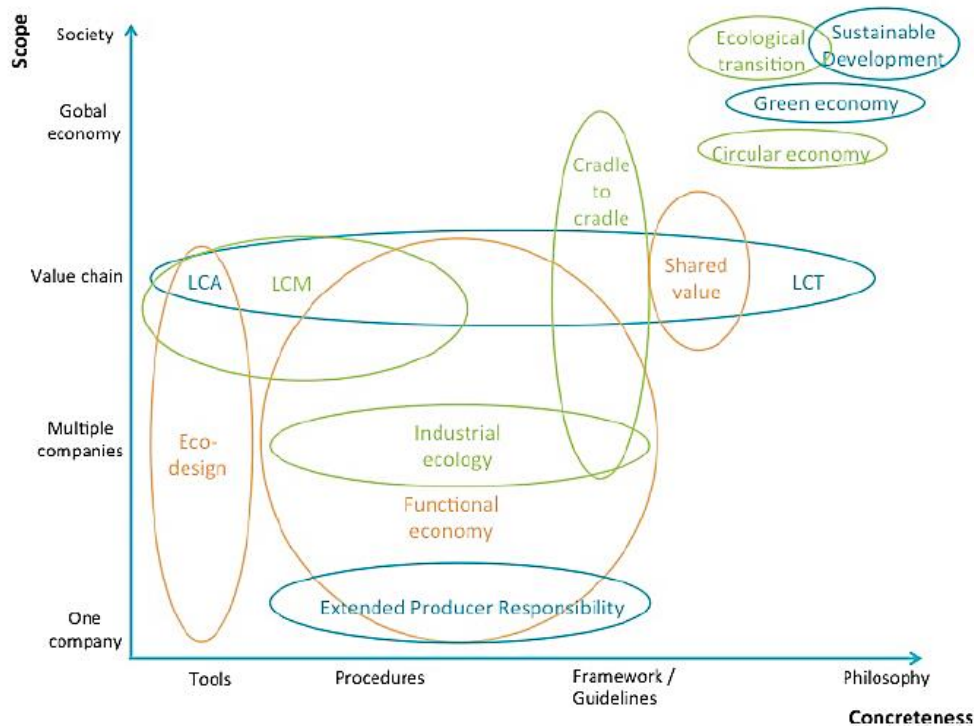 Scope
Society
Ecological
transition
Sustainable
Development
Gobal
economy
Green economy
Circular economy
Cradle
to
cradle
Value chain
LCA
LCM
Shared
value
LCT
Multiple
companies
Eco-
design
Industrial
ecology
Functional
economy
Extended Producer Responsibility
One
company
Tools
Procedures
Framework /
Guidelines
Philosophy
Concreteness